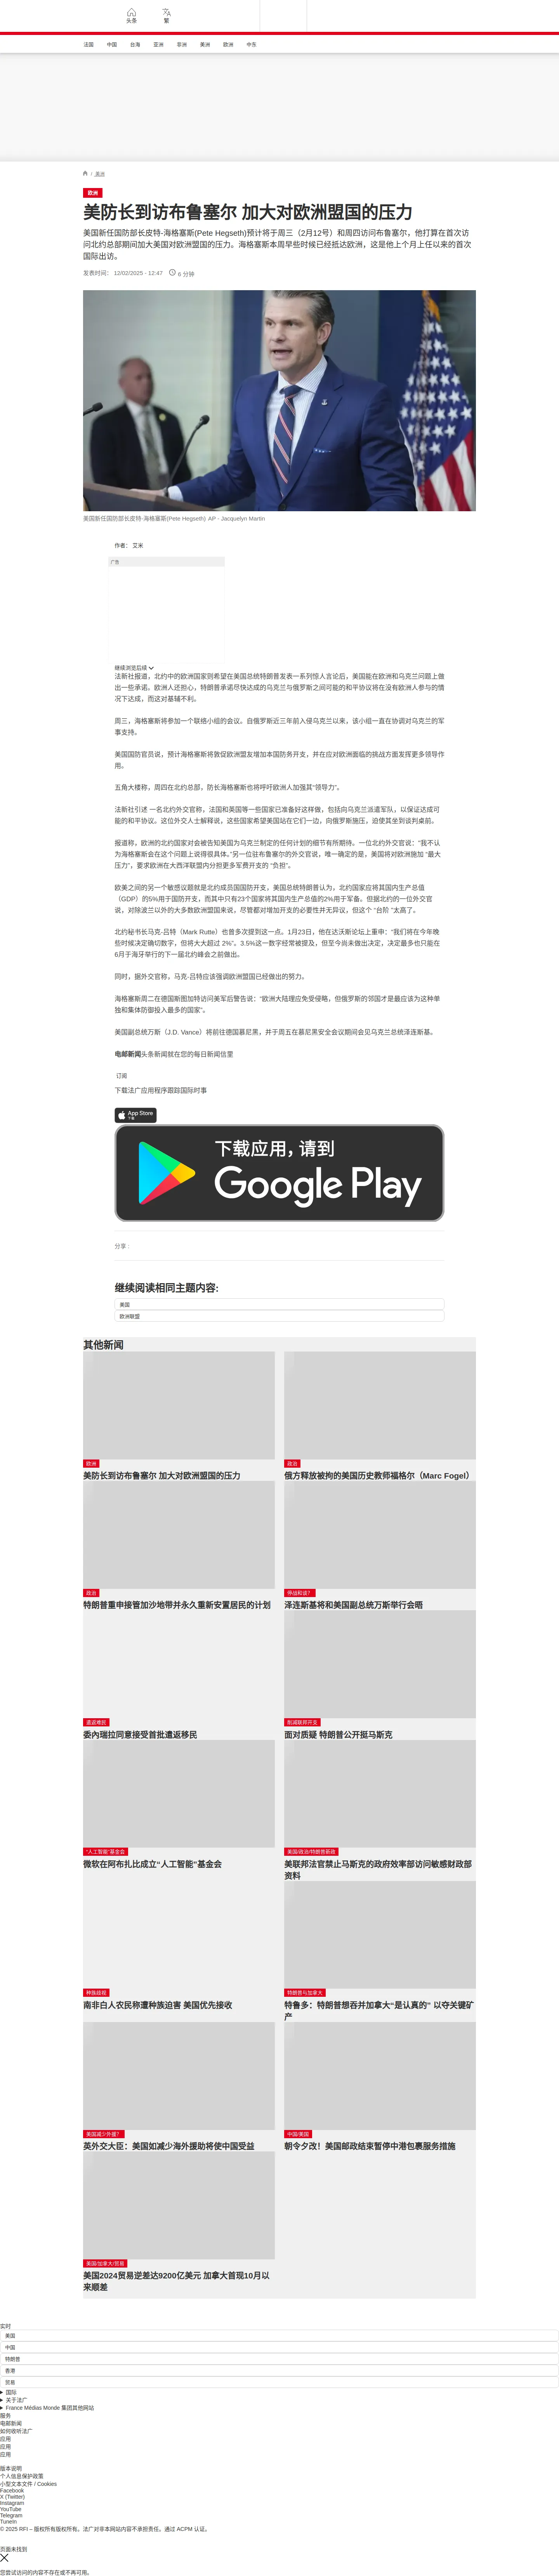 头条
繁
法国
中国
台海
亚洲
非洲
美洲
欧洲
中东
/ 美洲
欧洲
美防长到访布鲁塞尔 加大对欧洲盟国的压力
美国新任国防部长皮特·海格塞斯(Pete Hegseth)预计将于周三（2月12号）和周四访问布鲁塞尔，他打算在首次访
问北约总部期间加大美国对欧洲盟国的压力。海格塞斯本周早些时候已经抵达欧洲，这是他上个月上任以来的首次
国际出访。
发表时间： 12/02/2025 - 12:47
6 分钟
美国新任国防部长皮特·海格塞斯(Pete Hegseth) AP - Jacquelyn Martin
作者： 艾米
广告
继续浏览后续
法新社报道，北约中的欧洲国家则希望在美国总统特朗普发表一系列惊人言论后，美国能在欧洲和乌克兰问题上做
出一些承诺。欧洲人还担心，特朗普承诺尽快达成的乌克兰与俄罗斯之间可能的和平协议将在没有欧洲人参与的情
况下达成，而这对基辅不利。
周三，海格塞斯将参加一个联络小组的会议。自俄罗斯近三年前入侵乌克兰以来，该小组一直在协调对乌克兰的军
事支持。
美国国防官员说，预计海格塞斯将敦促欧洲盟友增加本国防务开支，并在应对欧洲面临的挑战方面发挥更多领导作
用。
五角大楼称，周四在北约总部，防长海格塞斯也将呼吁欧洲人加强其“领导力”。
法新社引述 一名北约外交官称，法国和英国等一些国家已准备好这样做，包括向乌克兰派遣军队，以保证达成可
能的和平协议。这位外交人士解释说，这些国家希望美国站在它们一边，向俄罗斯施压，迫使其坐到谈判桌前。
报道称，欧洲的北约国家对会被告知美国为乌克兰制定的任何计划的细节有所期待。一位北约外交官说：“我不认
为海格塞斯会在这个问题上说得很具体。”另一位驻布鲁塞尔的外交官说，唯一确定的是，美国将对欧洲施加 “最大
压力”，要求欧洲在大西洋联盟内分担更多军费开支的 “负担”。
欧美之间的另一个敏感议题就是北约成员国国防开支，美国总统特朗普认为，北约国家应将其国内生产总值
（GDP）的5%用于国防开支，而其中只有23个国家将其国内生产总值的2%用于军备。但据北约的一位外交官
说，对除波兰以外的大多数欧洲盟国来说，尽管都对增加开支的必要性并无异议，但这个 “台阶 ”太高了。
北约秘书长马克-吕特（Mark Rutte）也曾多次提到这一点。1月23日，他在达沃斯论坛上重申：“我们将在今年晚
些时候决定确切数字，但将大大超过 2%”。3.5%这一数字经常被提及，但至今尚未做出决定，决定最多也只能在
6月于海牙举行的下一届北约峰会之前做出。
同时，据外交官称，马克-吕特应该强调欧洲盟国已经做出的努力。
海格塞斯周二在德国斯图加特访问美军后警告说：“欧洲大陆理应免受侵略，但俄罗斯的邻国才是最应该为这种单
独和集体防御投入最多的国家”。
美国副总统万斯（J.D. Vance）将前往德国慕尼黑，并于周五在慕尼黑安全会议期间会见乌克兰总统泽连斯基。
电邮新闻头条新闻就在您的每日新闻信里
订阅
下载法广应用程序跟踪国际时事
App Store
下载
下载应用，请到
Google Play
分享 :
继续阅读相同主题内容:
美国
欧洲联盟
其他新闻
欧洲
美防长到访布鲁塞尔 加大对欧洲盟国的压力
政治
俄方释放被拘的美国历史教师福格尔（Marc Fogel）
政治
特朗普重申接管加沙地带并永久重新安置居民的计划
停战和谈?
泽连斯基将和美国副总统万斯举行会晤
遣返难民
委內瑞拉同意接受首批遣返移民
削減联邦开支
面对质疑 特朗普公开挺马斯克
“人工智能”基金会
微软在阿布扎比成立“人工智能”基金会
美国/政治/特朗普新政
美联邦法官禁止马斯克的政府效率部访问敏感财政部
资料
种族歧视
南非白人农民称遭种族迫害 美国优先接收
特朗普与加拿大
特鲁多：特朗普想吞并加拿大“是认真的” 以夺关键矿
产
美国减少外援?
英外交大臣：美国如减少海外援助将使中国受益
中国/美国
朝令夕改！美国邮政结束暂停中港包裹服务措施
美国/加拿大/贸易
美国2024贸易逆差达9200亿美元 加拿大首现10月以
来顺差
实时
美国
中国
特朗普
香港
贸易
国际
关于法广
France Médias Monde 集团其他网站
服务
电邮新闻
如何收听法广
应用
应用
应用
版本说明
个人信息保护政策
小型文本文件 / Cookies
Facebook
X (Twitter)
Instagram
YouTube
Telegram
TuneIn
© 2025 RFI – 版权所有版权所有。法广对非本网站内容不承担责任。通过 ACPM 认证。
页面未找到
您尝试访问的内容不存在或不再可用。